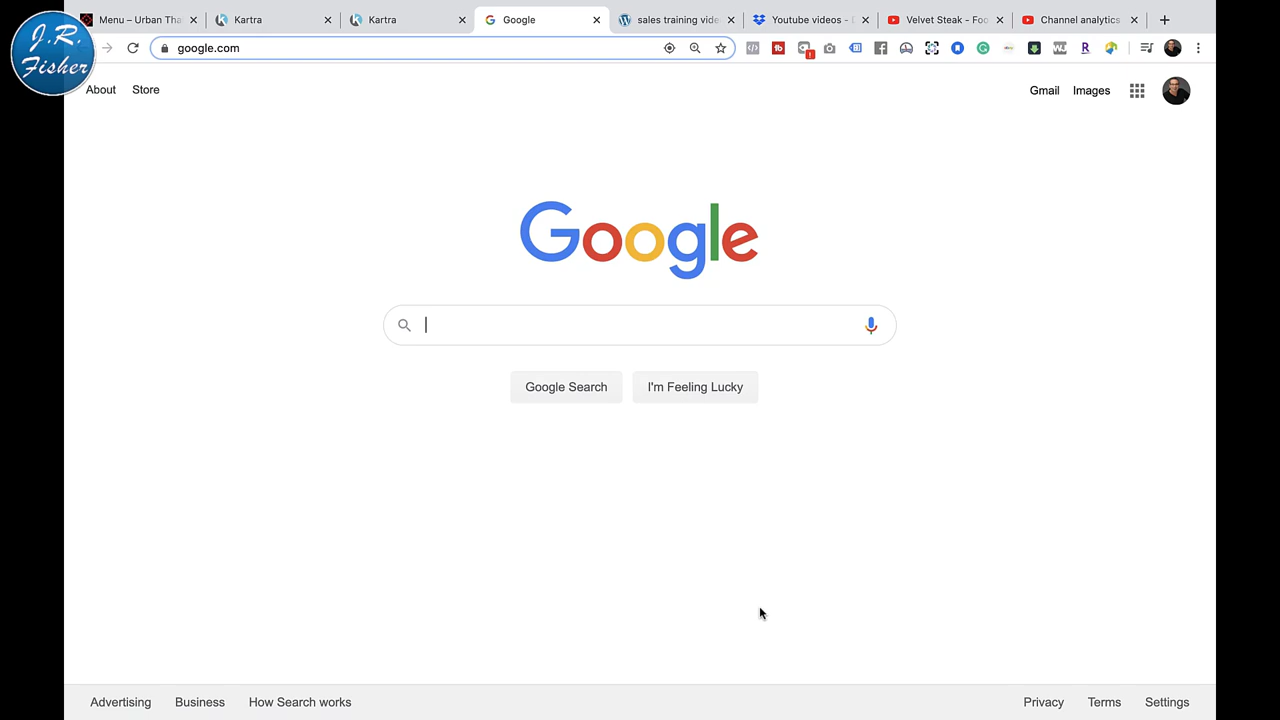 Menu – Urban Tha
Kartra
Kartra
Google
sales training vide
Youtube videos -
Velvet Steak - Foo
Channel analytics
J.R.
Fisher
google.com
About
Store
Gmail
Images
Google
Google Search
I'm Feeling Lucky
Advertising
Business
How Search works
Privacy
Terms
Settings